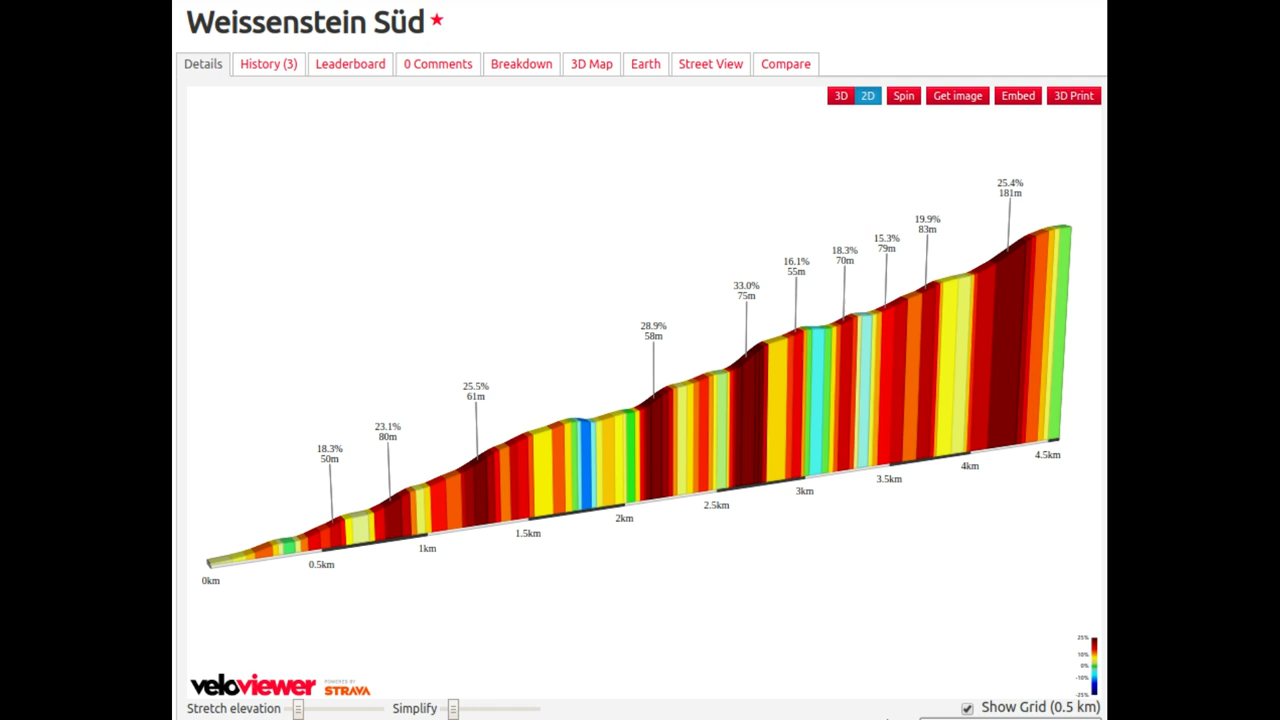 Weissenstein Süd ★
Details History (3) Leaderboard 0 Comments Breakdown 3D Map Earth Street View Compare
3D 2D Spin Get image Embed 3D Print
25.4%
181m
19.9%
83m
15.3%
79m
18.3%
70m
16.1%
55m
33.0%
75m
28.9%
58m
25.5%
61m
23.1%
80m
18.3%
50m
0km
0.5km
1km
1.5km
2km
2.5km
3km
3.5km
4km
4.5km
25%
10%
0%
-10%
-25%
veloviewer POWERED BY STRAVA
Stretch elevation Simplify Show Grid (0.5 km)